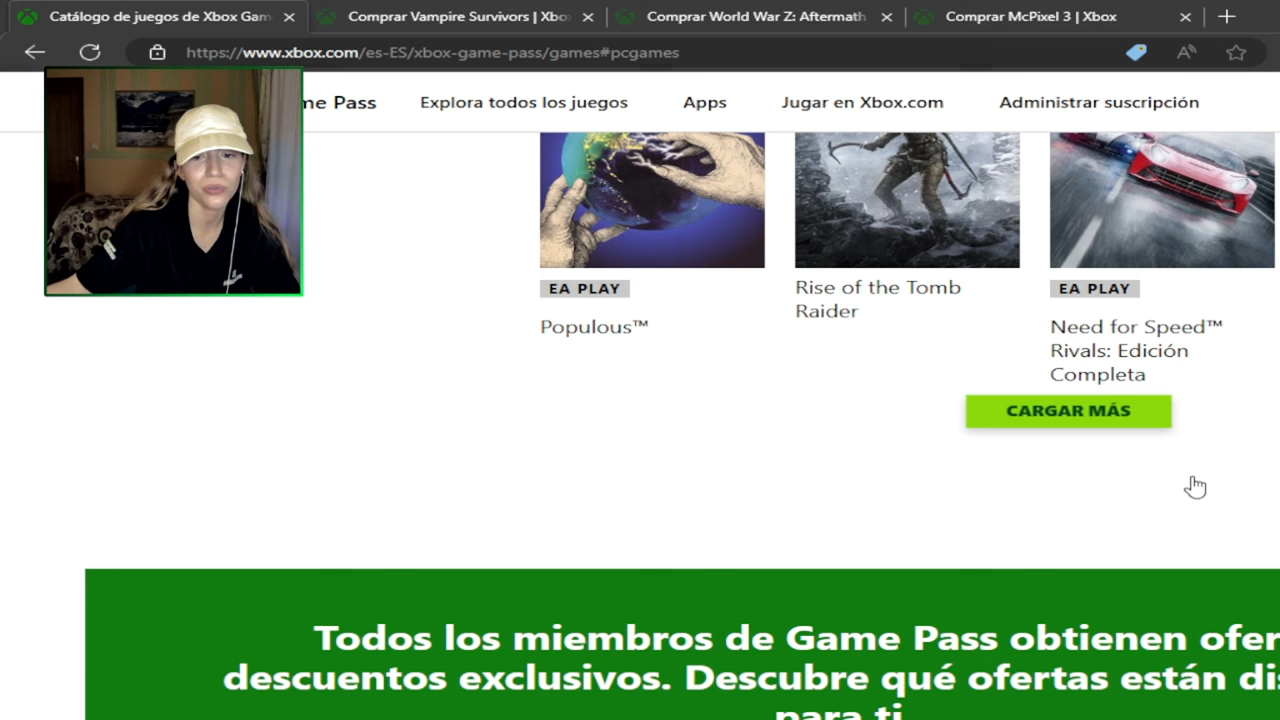 Catálogo de juegos de Xbox Gam
Comprar Vampire Survivors | Xbo
Comprar World War Z: Aftermath
Comprar McPixel 3 | Xbox
https://www.xbox.com/es-ES/xbox-game-pass/games#pcgames
me Pass
Explora todos los juegos
Apps
Jugar en Xbox.com
Administrar suscripción
EA PLAY
Populous™
Rise of the Tomb
Raider
EA PLAY
Need for Speed™
Rivals: Edición
Completa
CARGAR MÁS
Todos los miembros de Game Pass obtienen ofer
descuentos exclusivos. Descubre qué ofertas están dis
para ti